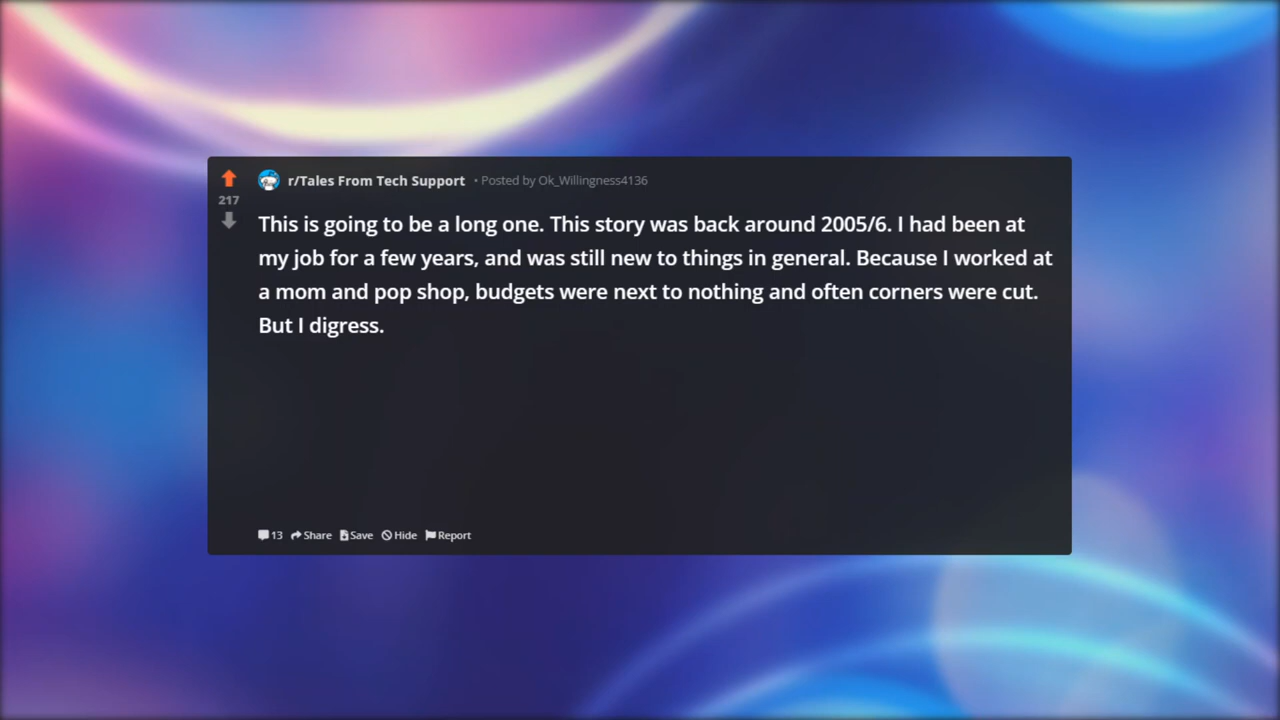 r/Tales From Tech Support • Posted by Ok_Willingness4136
217
This is going to be a long one. This story was back around 2005/6. I had been at
my job for a few years, and was still new to things in general. Because I worked at
a mom and pop shop, budgets were next to nothing and often corners were cut.
But I digress.
13 Share Save Hide Report